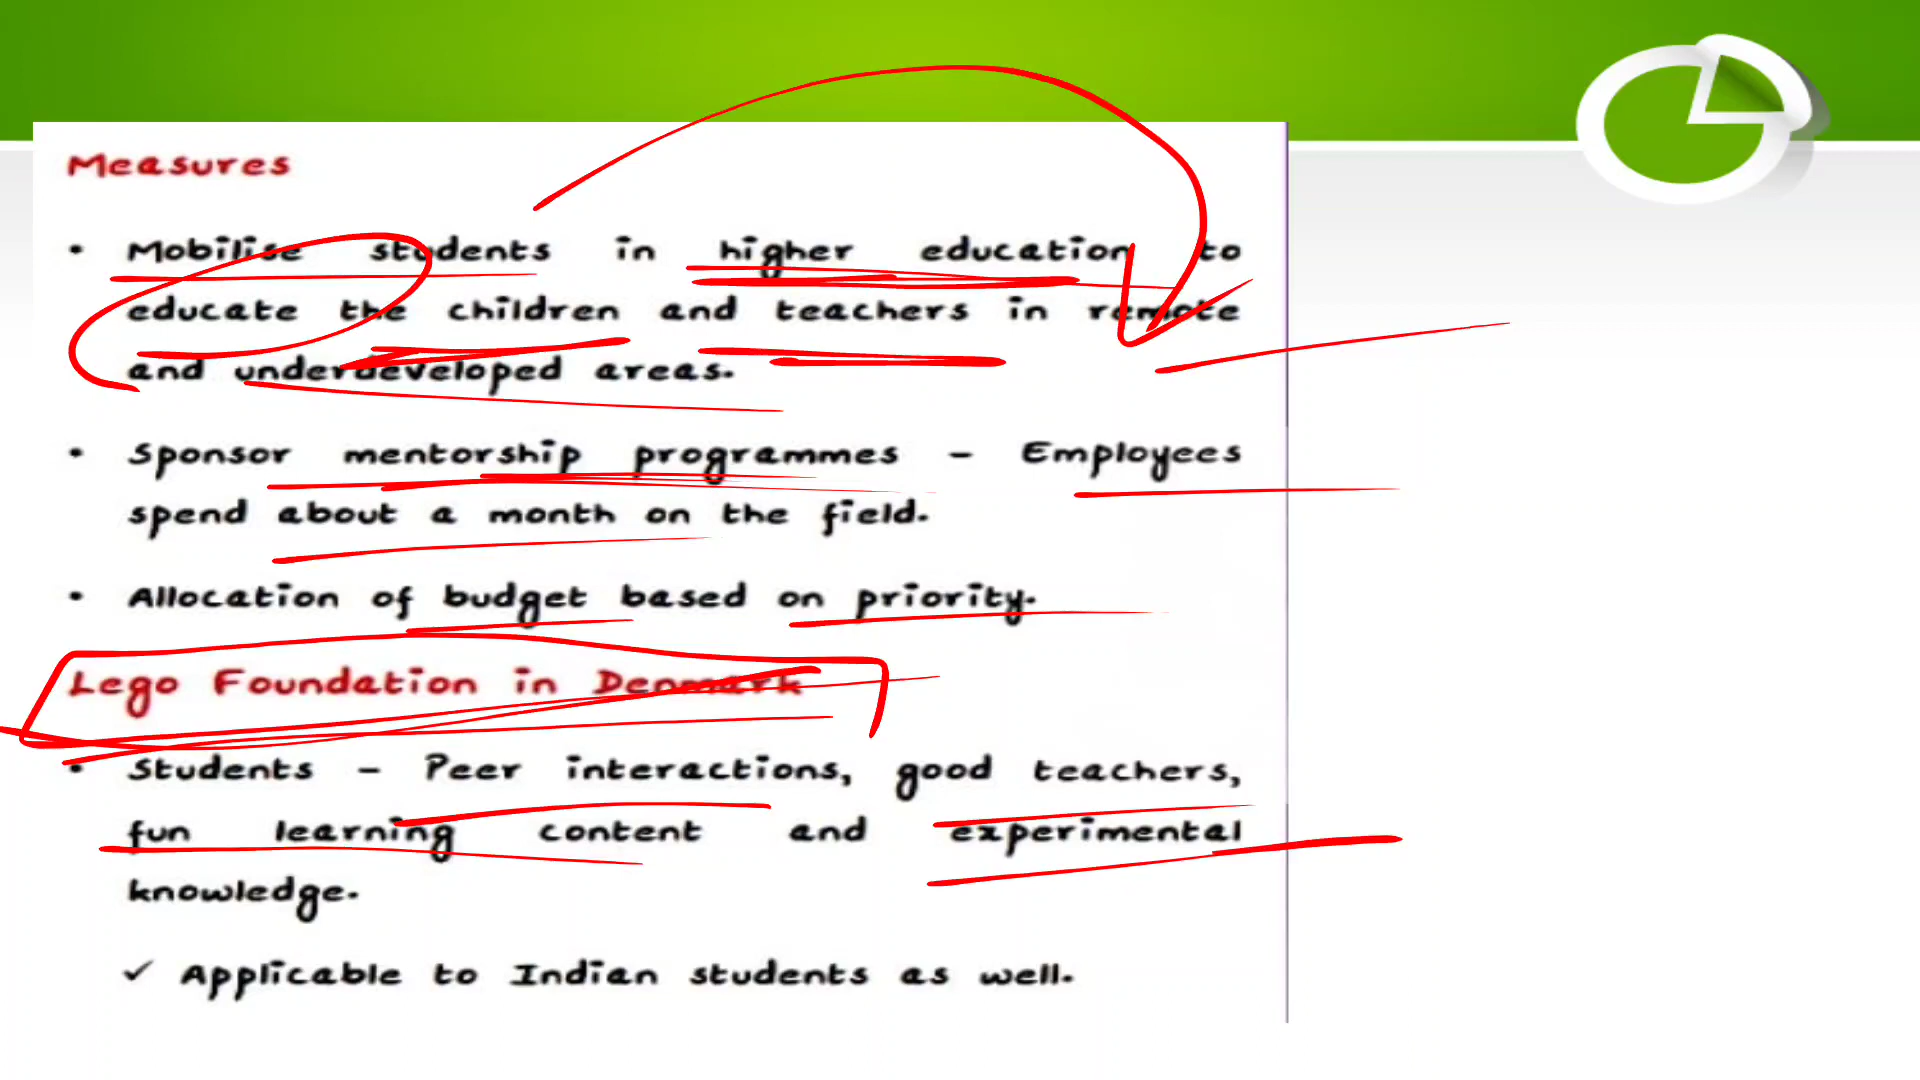 Measures
• Mobilise students in higher education to
educate the children and teachers in remote
and underdeveloped areas.
• Sponsor mentorship programmes - Employees
spend about a month on the field.
• Allocation of budget based on priority.
Lego Foundation in Denmark
• Students - Peer interactions, good teachers,
fun learning content and experimental
knowledge.
✓ Applicable to Indian students as well.